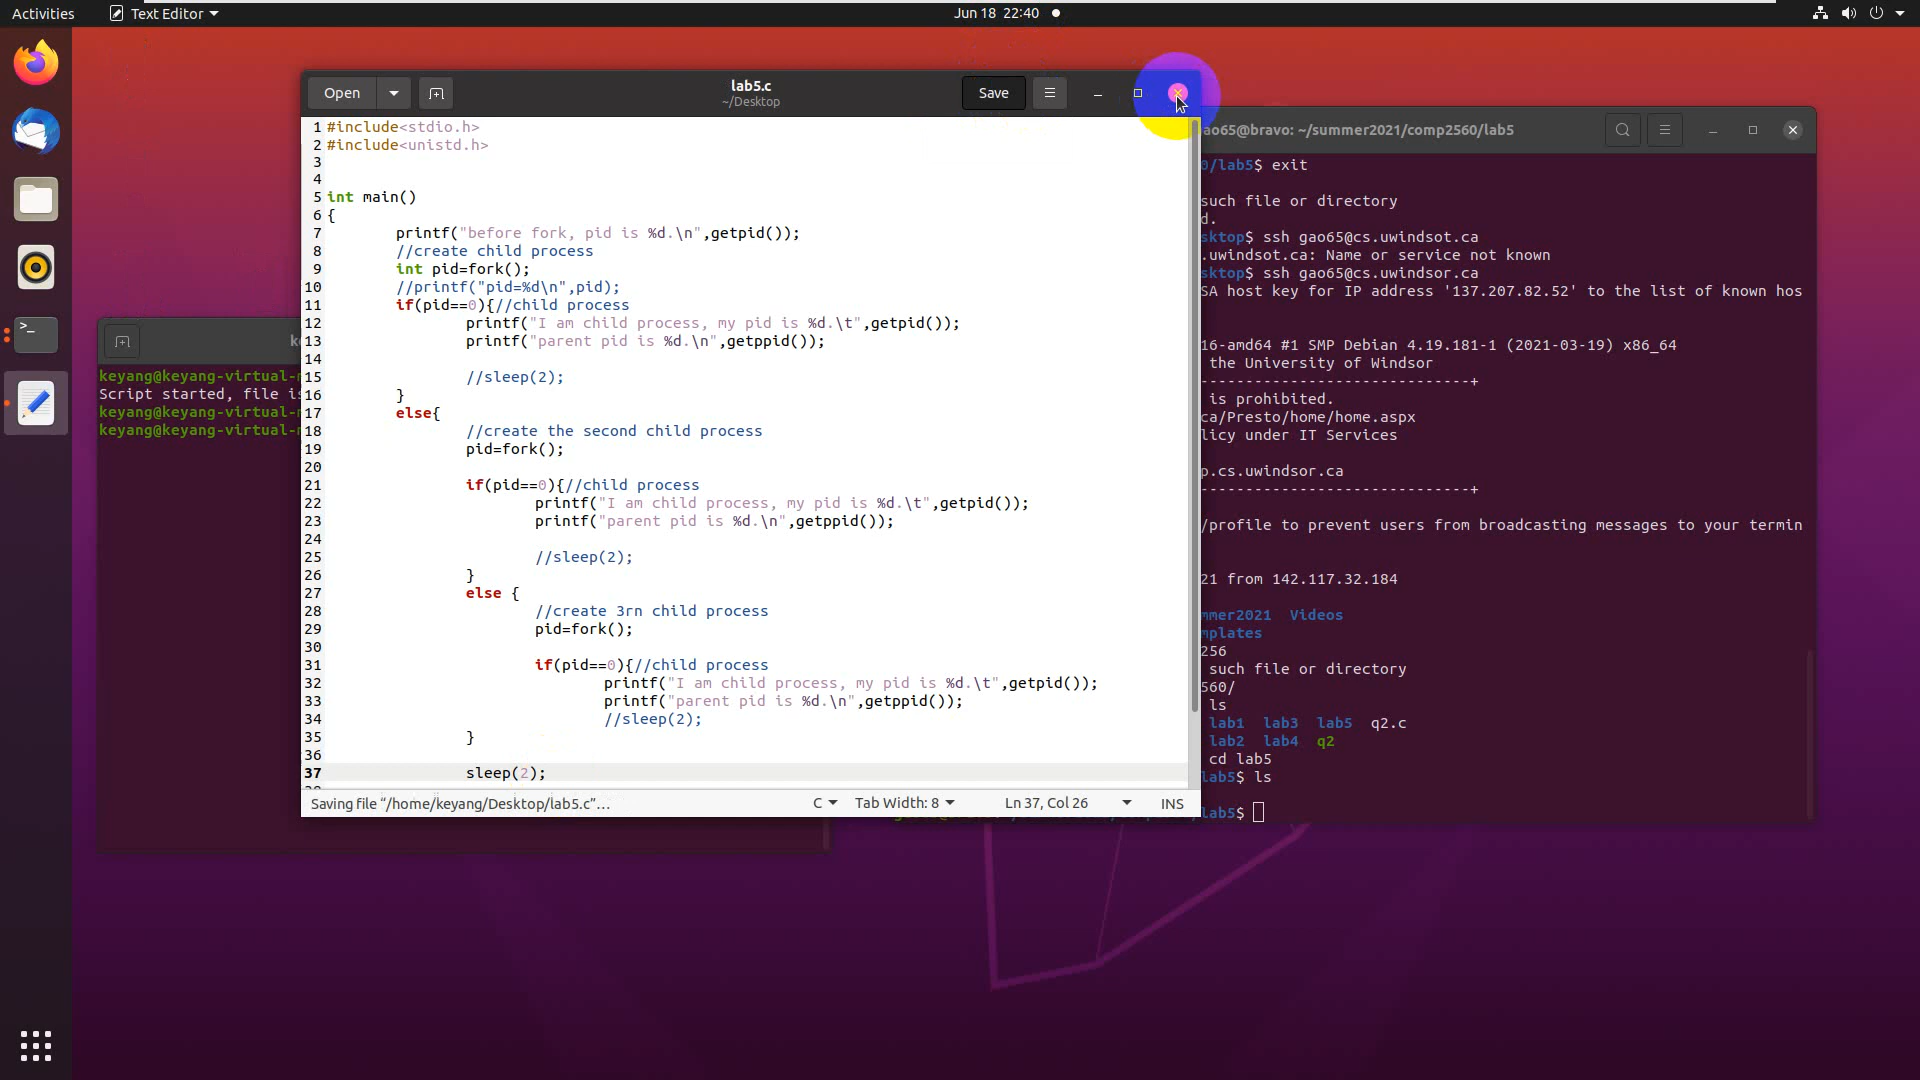 Activities
Text Editor
Jun 18 22:40
Open
lab5.c
~/Desktop
Save
1 #include<stdio.h>
2 #include<unistd.h>
3
4
5 int main()
6 {
7 printf("before fork, pid is %d.\n",getpid());
8 //create child process
9 int pid=fork();
10 //printf("pid=%d\n",pid);
11 if(pid==0){//child process
12 printf("I am child process, my pid is %d.\t",getpid());
13 printf("parent pid is %d.\n",getppid());
14
15 //sleep(2);
16 }
17 else{
18 //create the second child process
19 pid=fork();
20
21 if(pid==0){//child process
22 printf("I am child process, my pid is %d.\t",getpid());
23 printf("parent pid is %d.\n",getppid());
24
25 //sleep(2);
26 }
27 else {
28 //create 3rn child process
29 pid=fork();
30
31 if(pid==0){//child process
32 printf("I am child process, my pid is %d.\t",getpid());
33 printf("parent pid is %d.\n",getppid());
34 //sleep(2);
35 }
36
37 sleep(2);
Saving file “/home/keyang/Desktop/lab5.c”…
C
Tab Width: 8
Ln 37, Col 26
INS
keyang@keyang-virtual-
Script started, file is
keyang@keyang-virtual-
keyang@keyang-virtual-
ao65@bravo: ~/summer2021/comp2560/lab5
0/lab5$ exit
such file or directory
d.
sktop$ ssh gao65@cs.uwindsot.ca
.uwindsot.ca: Name or service not known
sktop$ ssh gao65@cs.uwindsor.ca
SA host key for IP address '137.207.82.52' to the list of known hos
16-amd64 #1 SMP Debian 4.19.181-1 (2021-03-19) x86_64
the University of Windsor
------------------------------+
is prohibited.
ca/Presto/home/home.aspx
licy under IT Services
p.cs.uwindsor.ca
------------------------------+
/profile to prevent users from broadcasting messages to your termin
21 from 142.117.32.184
mmer2021 Videos
mplates
256
such file or directory
560/
ls
lab1 lab3 lab5 q2.c
lab2 lab4 q2
cd lab5
lab5$ ls
lab5$